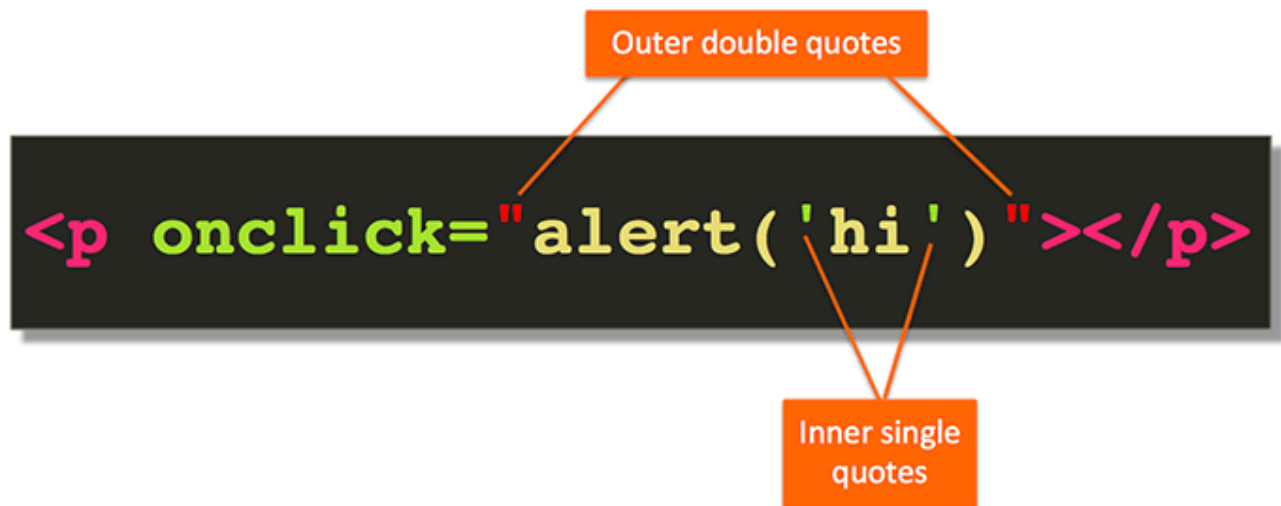 Outer double quotes
<p onclick="alert('hi')"></p>
Inner single
quotes